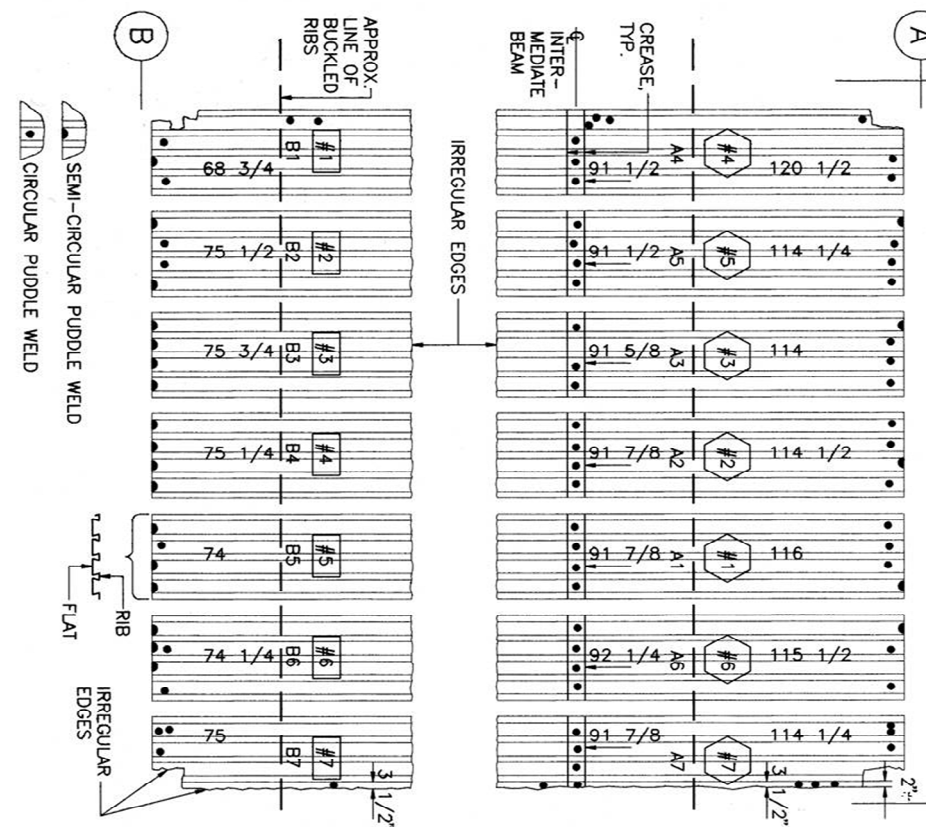 B
APPROX.
LINE OF
BUCKLED
RIBS
INTER-
MEDIATE
BEAM
℄
CREASE,
TYP.
A
#1
B1
68 3/4
#4
A4
91 1/2
120 1/2
SEMI-CIRCULAR PUDDLE WELD
CIRCULAR PUDDLE WELD
IRREGULAR EDGES
#2
B2
75 1/2
#5
A5
91 1/2
114 1/4
#3
B3
75 3/4
#3
A3
91 5/8
114
#4
B4
75 1/4
#2
A2
91 7/8
114 1/2
#5
B5
74
#1
A1
91 7/8
116
RIB
FLAT
#6
B6
74 1/4
#6
A6
92 1/4
115 1/2
IRREGULAR
EDGES
#7
B7
75
3 1/2"
#7
A7
91 7/8
114 1/4
3 1/2"
2"±